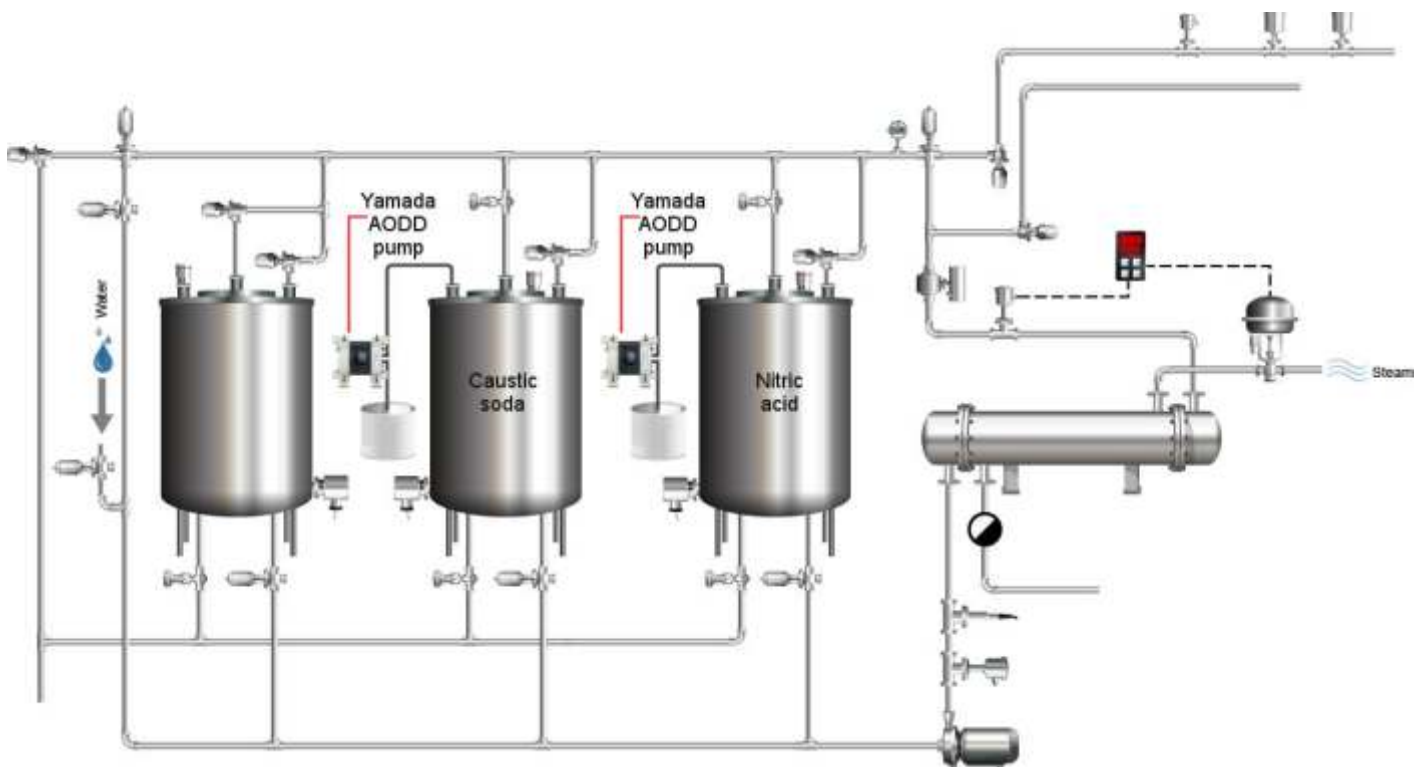 Yamada
AODD
pump
Yamada
AODD
pump
Water
Caustic
soda
Nitric
acid
Steam